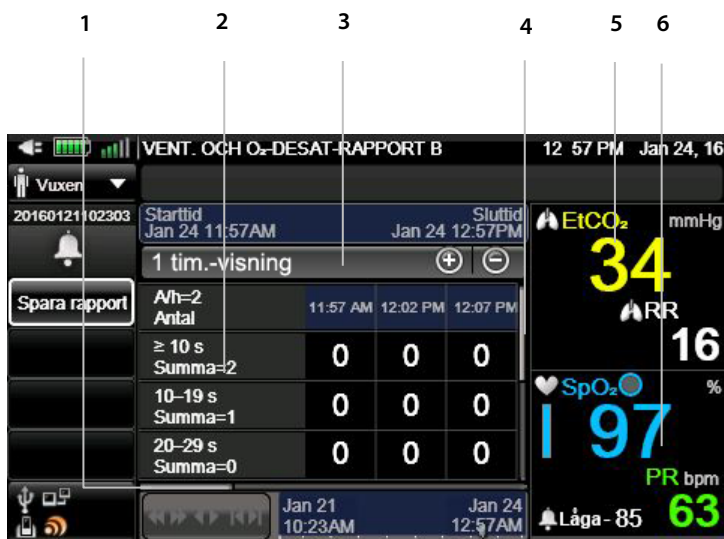 1 2 3 4 5 6
VENT. OCH O₂-DESAT-RAPPORT B 12 57 PM Jan 24, 16
Vuxen
20160121102303
Starttid Sluttid
Jan 24 11:57AM Jan 24 12:57PM
1 tim.-visning
Spara rapport
A/h=2
Antal
11:57 AM 12:02 PM 12:07 PM
≥ 10 s
Summa=2
0 0 0
10–19 s
Summa=1
0 0 0
20–29 s
Summa=0
0 0 0
Jan 21 Jan 24
10:23AM 12:57AM
EtCO₂ mmHg
34
RR
16
SpO₂ %
97
PR bpm
63
Låga- 85